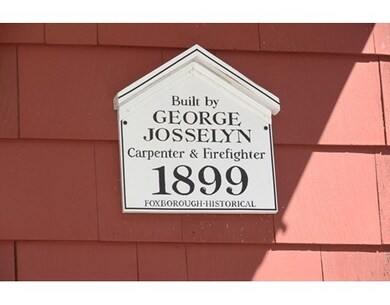 Built by
GEORGE
JOSSELYN
Carpenter & Firefighter
1899
FOXBOROUGH-HISTORICAL